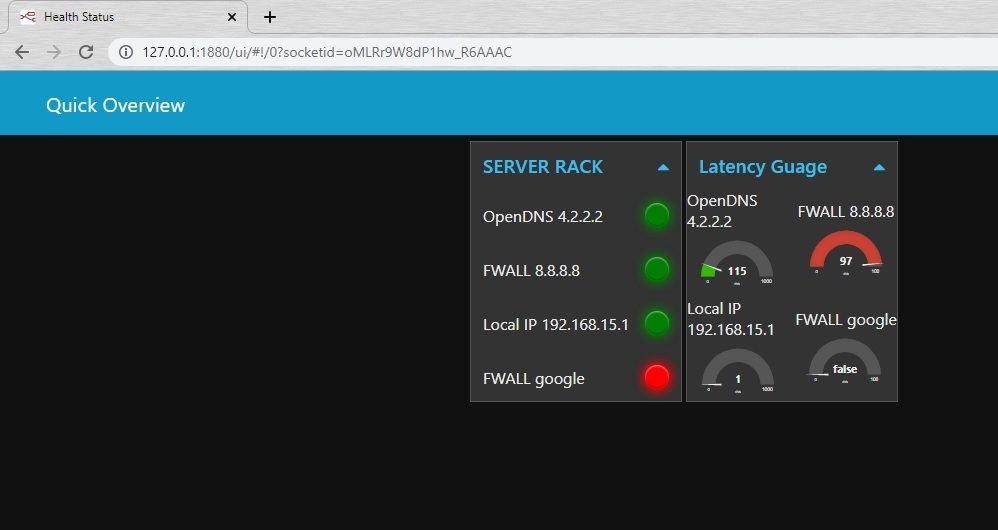 Health Status
127.0.0.1:1880/ui/#!/0?socketid=oMLRr9W8dP1hw_R6AAAC
Quick Overview
SERVER RACK
OpenDNS 4.2.2.2
FWALL 8.8.8.8
Local IP 192.168.15.1
FWALL google
Latency Guage
OpenDNS
4.2.2.2
115
0
ms
1000
FWALL 8.8.8.8
97
0
ms
100
Local IP
192.168.15.1
1
0
ms
1000
FWALL google
false
0
ms
100